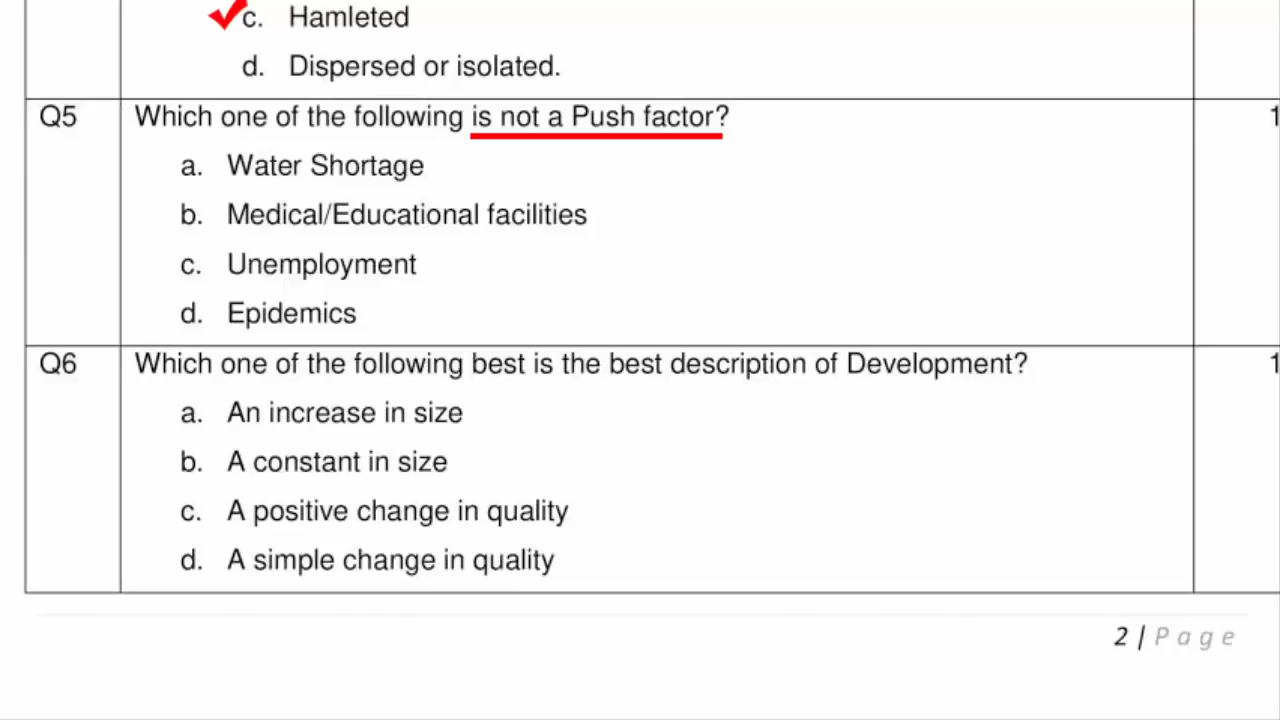 c. Hamleted
d. Dispersed or isolated.
Q5 Which one of the following is not a Push factor? 1
a. Water Shortage
b. Medical/Educational facilities
c. Unemployment
d. Epidemics
Q6 Which one of the following best is the best description of Development? 1
a. An increase in size
b. A constant in size
c. A positive change in quality
d. A simple change in quality
2 | Page